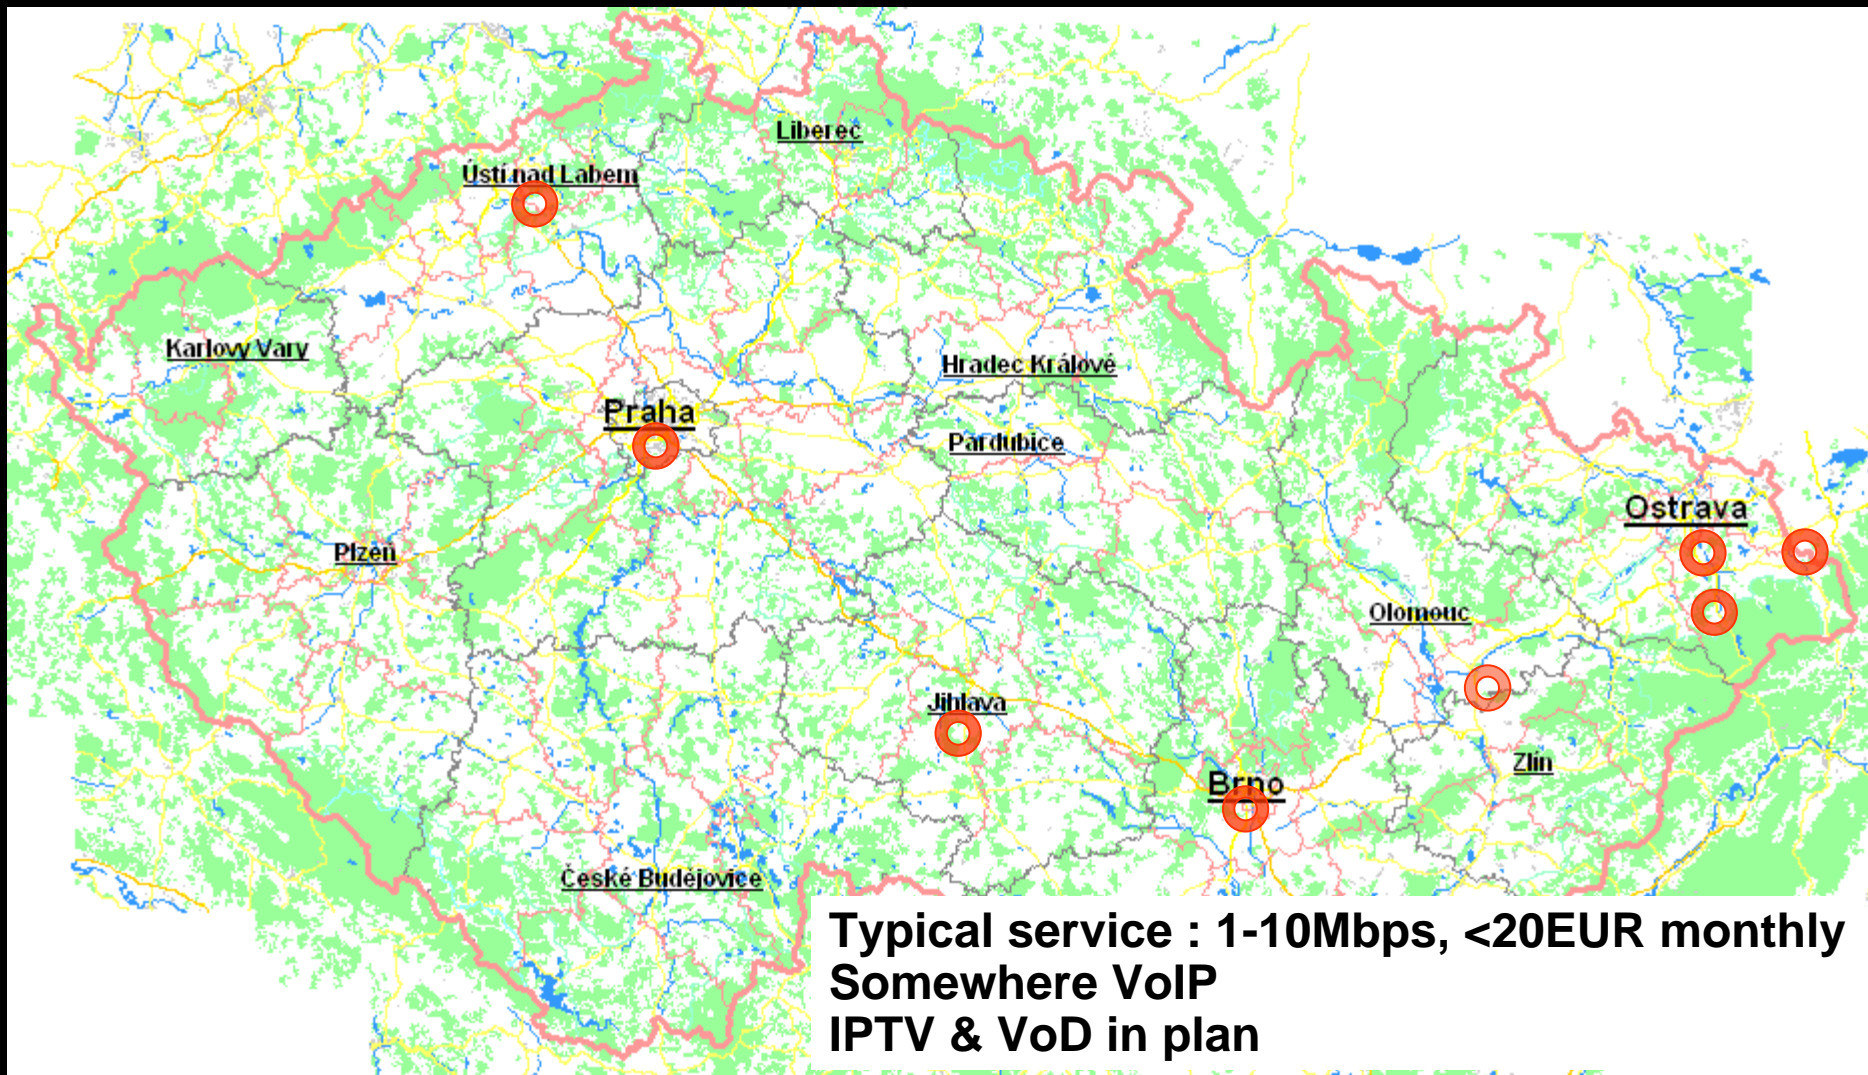 Liberec
Ústí nad Labem
Karlovy Vary
Hradec Králové
Praha
Pardubice
Ostrava
Plzeň
Olomouc
Jihlava
Zlín
Brno
České Budějovice
Typical service : 1-10Mbps, <20EUR monthly
Somewhere VoIP
IPTV & VoD in plan